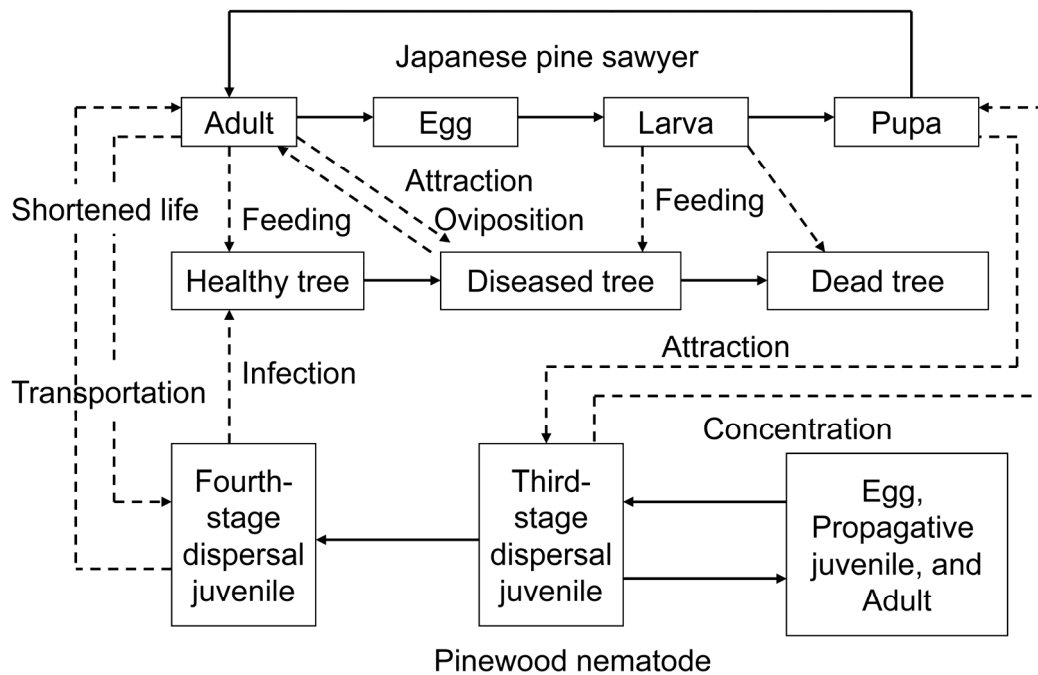 Japanese pine sawyer
Adult
Egg
Larva
Pupa
Attraction
Oviposition
Shortened life
Feeding
Feeding
Healthy tree
Diseased tree
Dead tree
Attraction
Transportation
Infection
Concentration
Fourth-
stage
dispersal
juvenile
Third-
stage
dispersal
juvenile
Egg,
Propagative
juvenile, and
Adult
Pinewood nematode